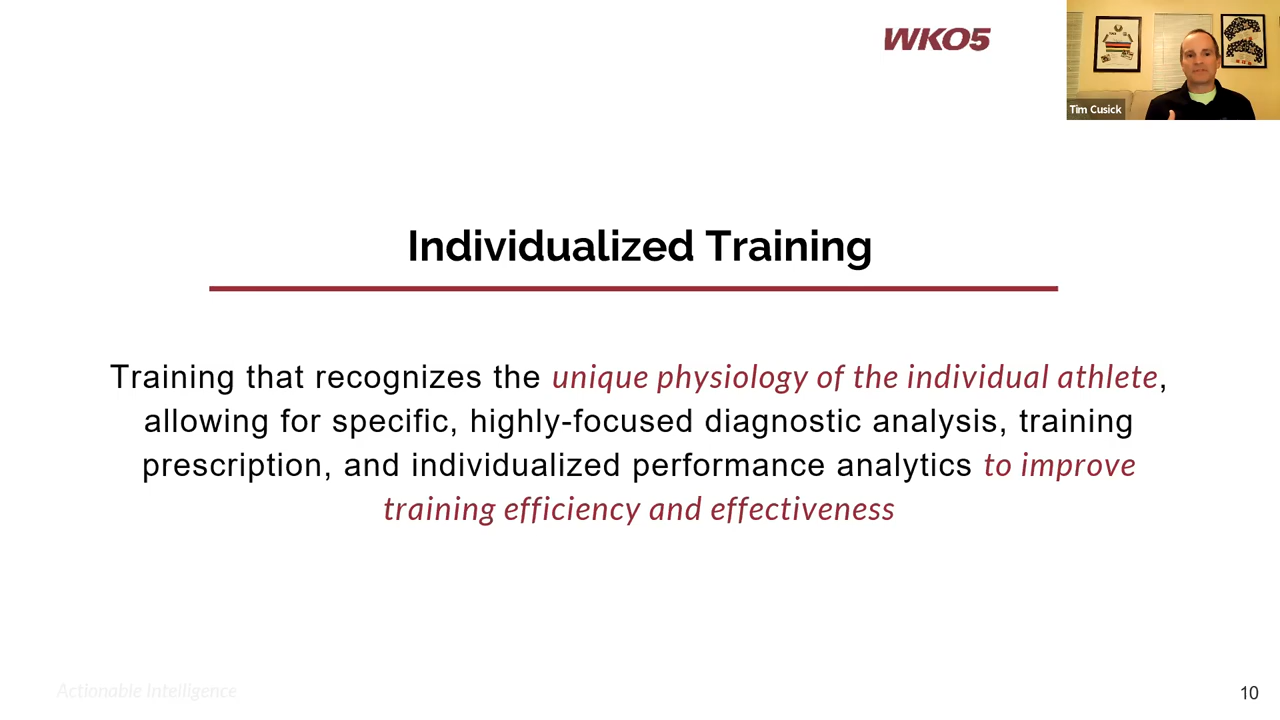 WKO5
Tim Cusick
Individualized Training
Training that recognizes the unique physiology of the individual athlete,
allowing for specific, highly-focused diagnostic analysis, training
prescription, and individualized performance analytics to improve
training efficiency and effectiveness
Actionable Intelligence
10